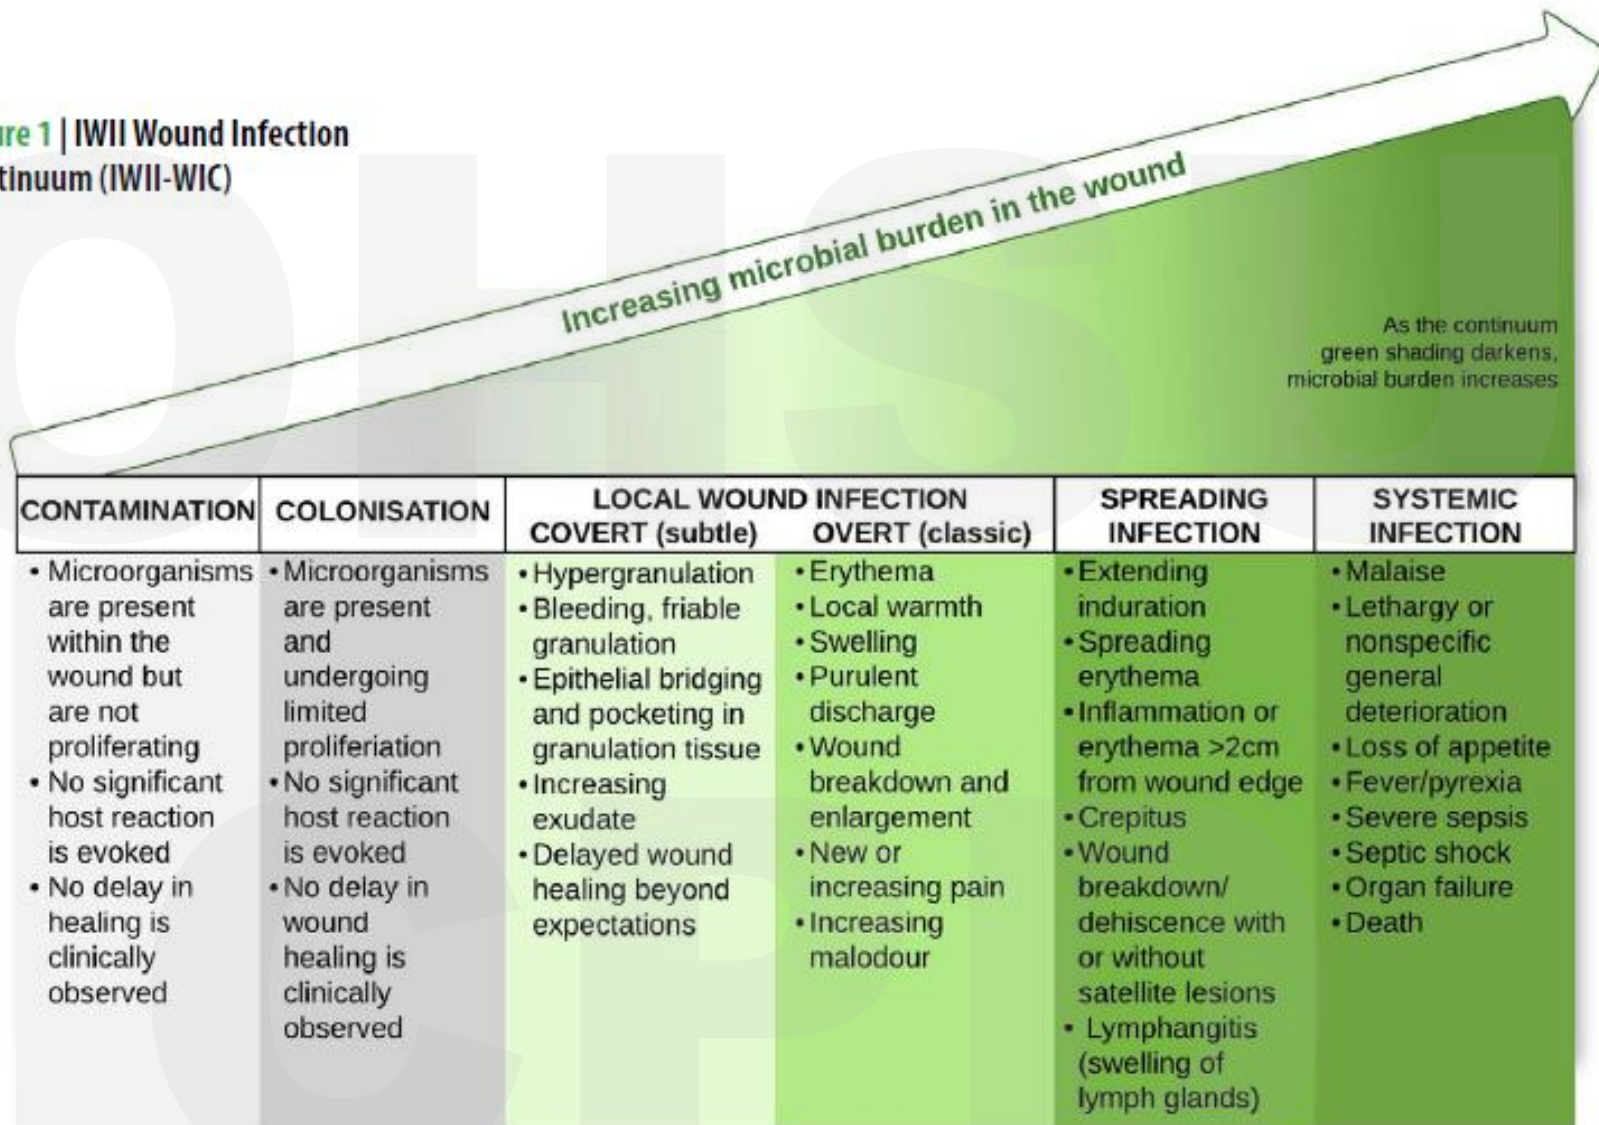 ure 1 | IWII Wound Infection
tinuum (IWII-WIC)
Increasing microbial burden in the wound
As the continuum
green shading darkens,
microbial burden increases
CONTAMINATION
• Microorganisms
are present
within the
wound but
are not
proliferating
• No significant
host reaction
is evoked
• No delay in
healing is
clinically
observed
COLONISATION
• Microorganisms
are present
and
undergoing
limited
proliferiation
• No significant
host reaction
is evoked
• No delay in
wound
healing is
clinically
observed
LOCAL WOUND INFECTION
COVERT (subtle)
• Hypergranulation
• Bleeding, friable
granulation
• Epithelial bridging
and pocketing in
granulation tissue
• Increasing
exudate
• Delayed wound
healing beyond
expectations
OVERT (classic)
• Erythema
• Local warmth
• Swelling
• Purulent
discharge
• Wound
breakdown and
enlargement
• New or
increasing pain
• Increasing
malodour
SPREADING
INFECTION
• Extending
induration
• Spreading
erythema
• Inflammation or
erythema >2cm
from wound edge
• Crepitus
• Wound
breakdown/
dehiscence with
or without
satellite lesions
• Lymphangitis
(swelling of
lymph glands)
SYSTEMIC
INFECTION
• Malaise
• Lethargy or
nonspecific
general
deterioration
• Loss of appetite
• Fever/pyrexia
• Severe sepsis
• Septic shock
• Organ failure
• Death
OHSU